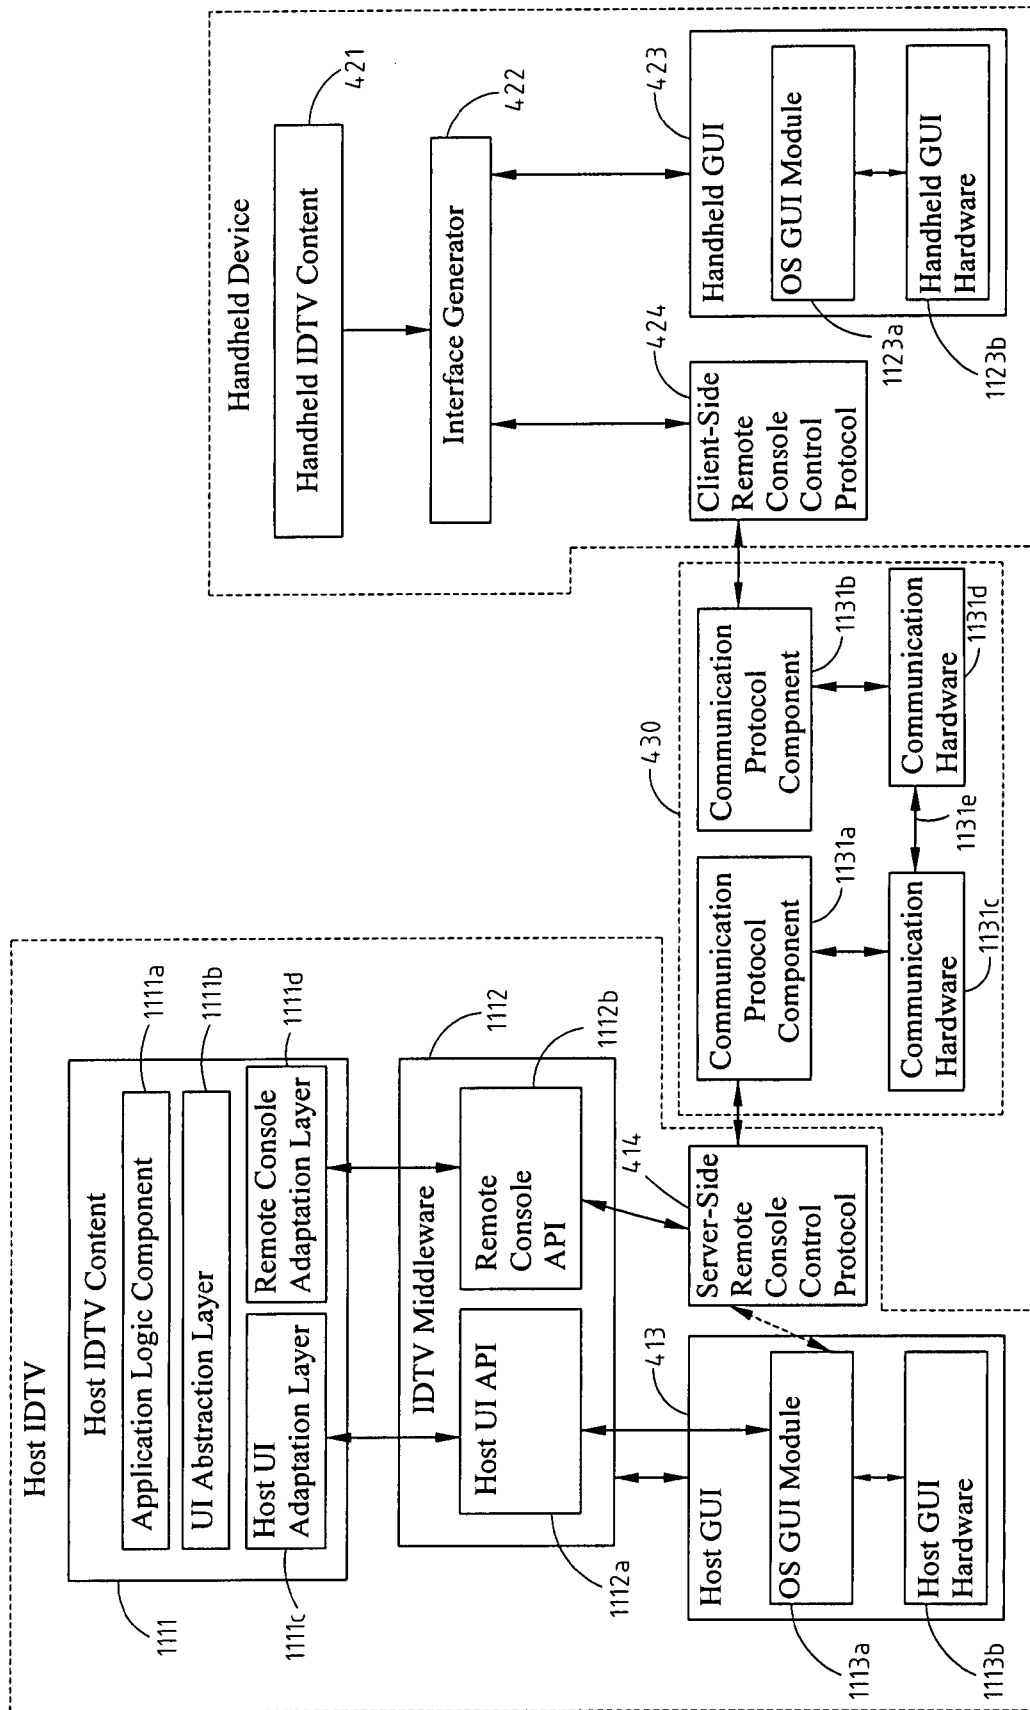 Host IDTV
1111
Host IDTV Content
Application Logic Component
1111a
UI Abstraction Layer
1111b
Host UI
Adaptation Layer
1111c
Remote Console
Adaptation Layer
1111d
IDTV Middleware
1112
Host UI API
1112a
Remote
Console
API
1112b
Host GUI
413
OS GUI Module
1113a
Host GUI
Hardware
1113b
Server-Side
Remote
Console
Control
Protocol
414
430
Communication
Protocol
Component
1131a
Communication
Protocol
Component
1131b
Communication
Hardware
1131c
Communication
Hardware
1131d
1131e
Handheld Device
Handheld IDTV Content
421
Interface Generator
422
Client-Side
Remote
Console
Control
Protocol
424
Handheld GUI
423
OS GUI Module
1123a
Handheld GUI
Hardware
1123b